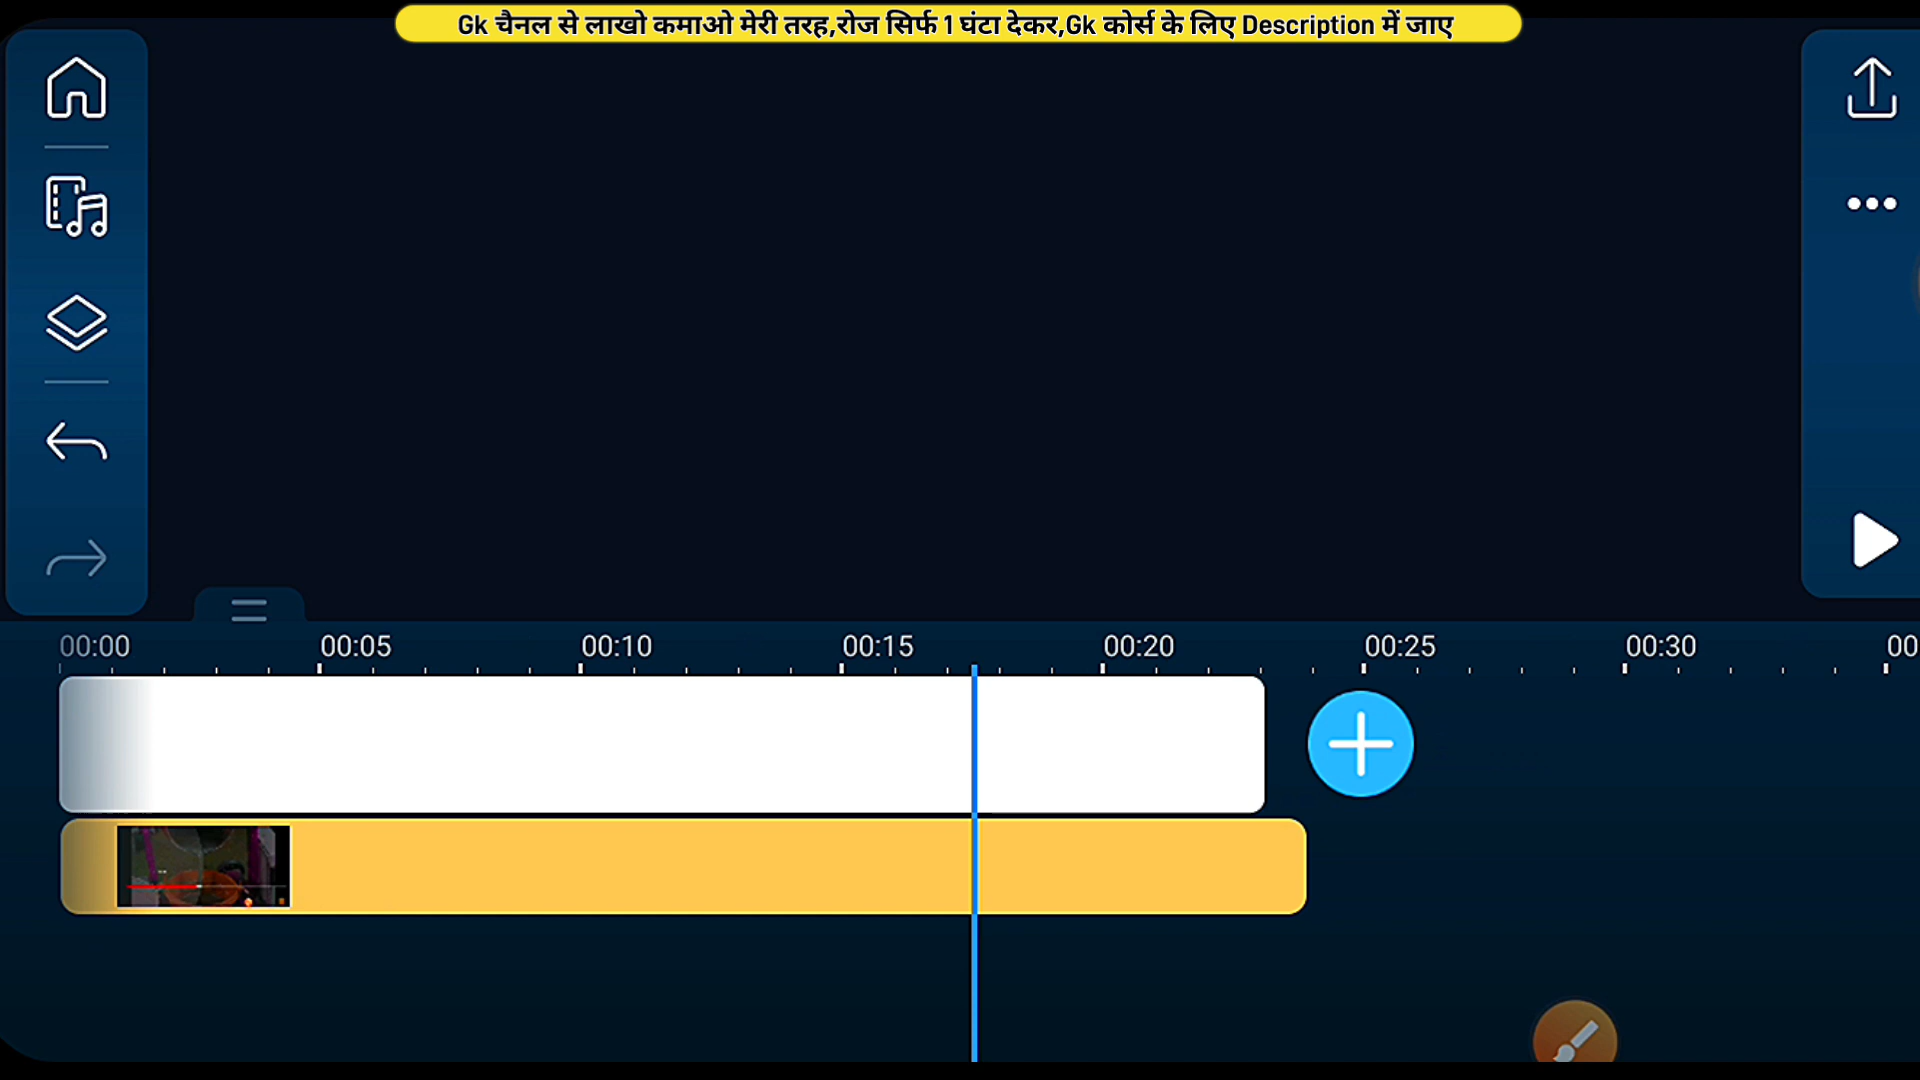 Gk चैनल से लाखो कमाओ मेरी तरह,रोज सिर्फ 1 घंटा देकर,Gk कोर्स के लिए Description में जाए
00:00 00:05 00:10 00:15 00:20 00:25 00:30 00